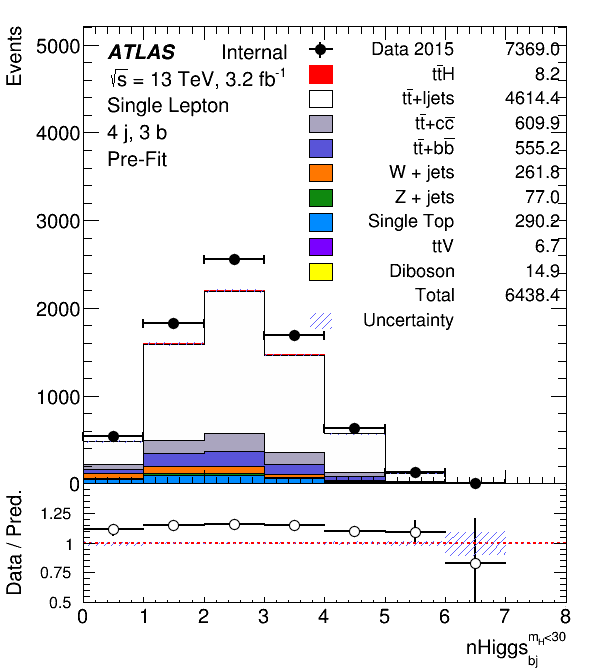 Events
5000
4000
3000
2000
1000
0
ATLAS Internal
√s = 13 TeV, 3.2 fb-1
Single Lepton
4 j, 3 b
Pre-Fit
Data 2015 7369.0
tt̄H 8.2
tt̄+ljets 4614.4
tt̄+cc̄ 609.9
tt̄+bb̄ 555.2
W + jets 261.8
Z + jets 77.0
Single Top 290.2
ttV 6.7
Diboson 14.9
Total 6438.4
Uncertainty
Data / Pred.
1.25
1
0.75
0.5
0 1 2 3 4 5 6 7 8
nHiggs bj mH<30